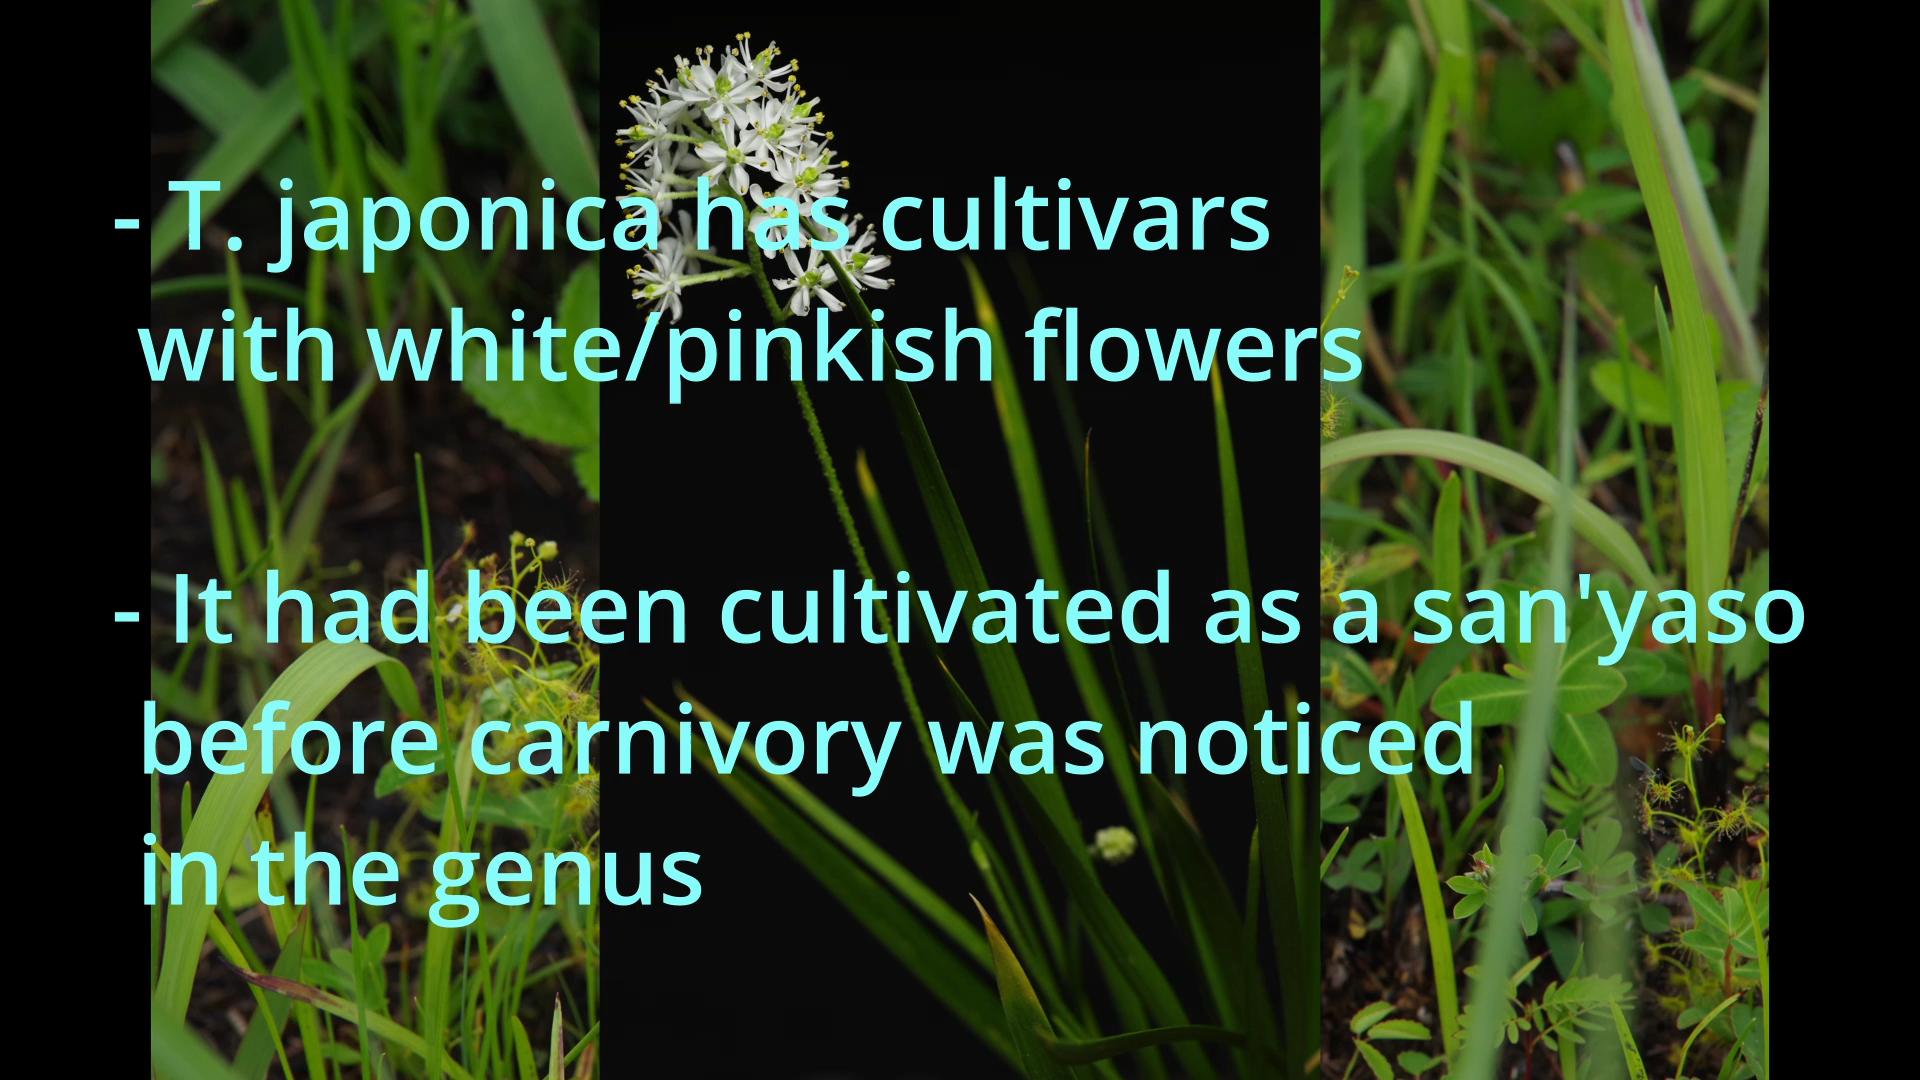 - T. japonica has cultivars
with white/pinkish flowers
- It had been cultivated as a san'yaso
before carnivory was noticed
in the genus